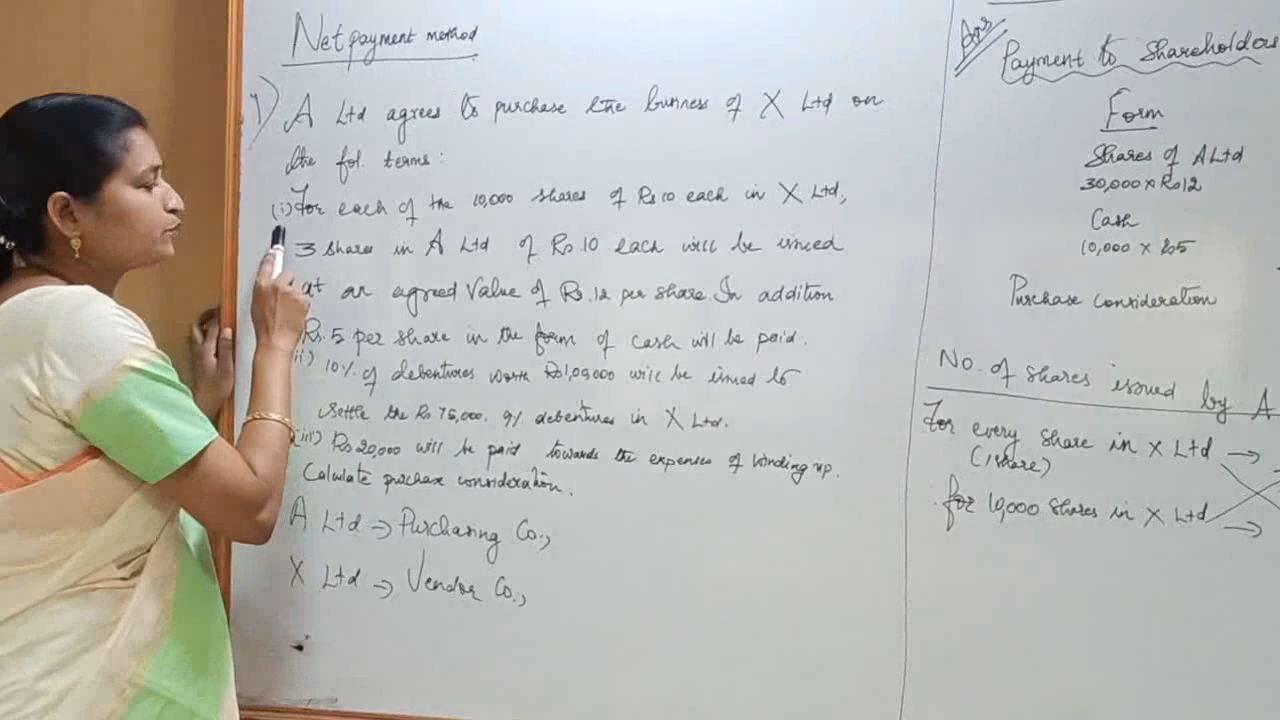 Net payment method
1)
A Ltd agrees to purchase the business of X Ltd on
the fol. terms:
(i) For each of the 10,000 shares of Rs 10 each in X Ltd,
3 share in A Ltd of Rs 10 each will be issued
at an agreed value of Rs. 12 per share. In addition
Rs. 5 per share in the form of cash will be paid.
ii) 10% of debentures worth will be issued to
settle the Rs 75,000. 9% debentures in X Ltd.
(iii) Rs 20,000 will be paid towards the expenses of winding up.
Calculate purchase consideration.
A Ltd → Purchasing Co.,
X Ltd → Vendor Co.,
Ans
Payment to Shareholders
Form
Shares of A Ltd
30,000 x Rs 12
Cash
10,000 x Rs 5
Purchase consideration
No. of shares issued by A
For every share in X Ltd →
(1 share)
for 10,000 shares in X Ltd →